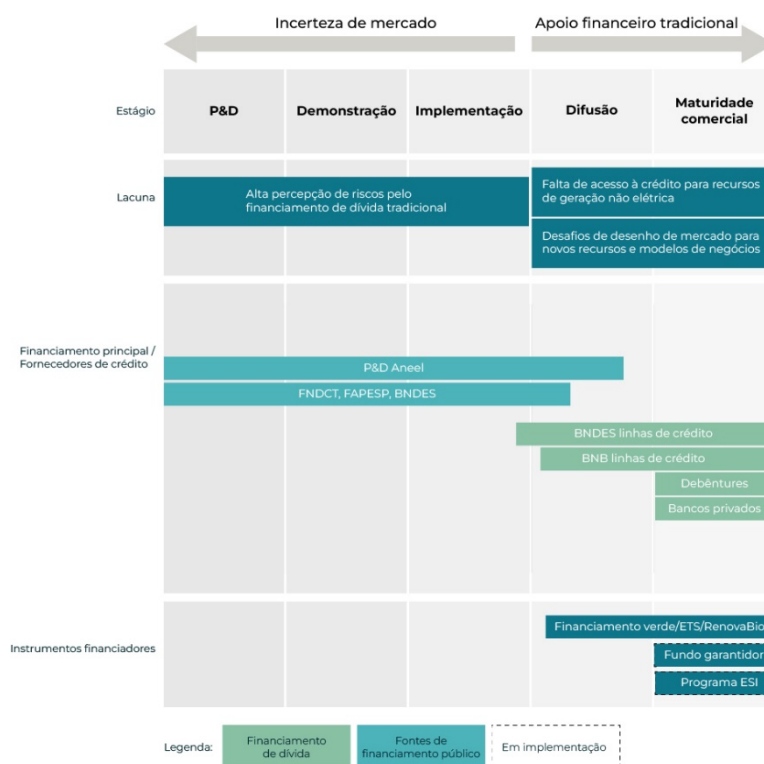 Incerteza de mercado
Apoio financeiro tradicional
Estágio
P&D
Demonstração
Implementação
Difusão
Maturidade
comercial
Lacuna
Alta percepção de riscos pelo
financiamento de dívida tradicional
Falta de acesso à crédito para recursos
de geração não elétrica
Desafios de desenho de mercado para
novos recursos e modelos de negócios
Financiamento principal /
Fornecedores de crédito
P&D Aneel
FNDCT, FAPESP, BNDES
BNDES linhas de crédito
BNB linhas de crédito
Debêntures
Bancos privados
Instrumentos financiadores
Financiamento verde/ETS/RenovaBio
Fundo garantidor
Programa ESI
Legenda:
Financiamento
de dívida
Fontes de
financiamento público
Em implementação